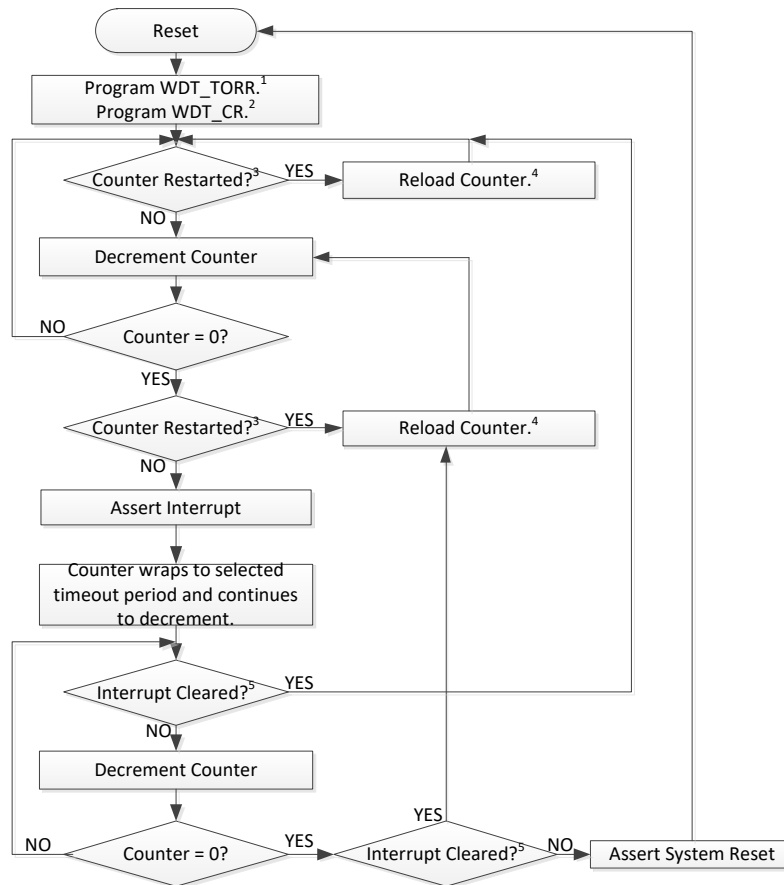 Reset
Program WDT_TORR.1
Program WDT_CR.2
Counter Restarted?3
YES
Reload Counter.4
NO
Decrement Counter
NO
Counter = 0?
YES
Counter Restarted?3
YES
Reload Counter.4
NO
Assert Interrupt
Counter wraps to selected
timeout period and continues
to decrement.
Interrupt Cleared?5
YES
NO
Decrement Counter
NO
Counter = 0?
YES
YES
Interrupt Cleared?5
NO
Assert System Reset